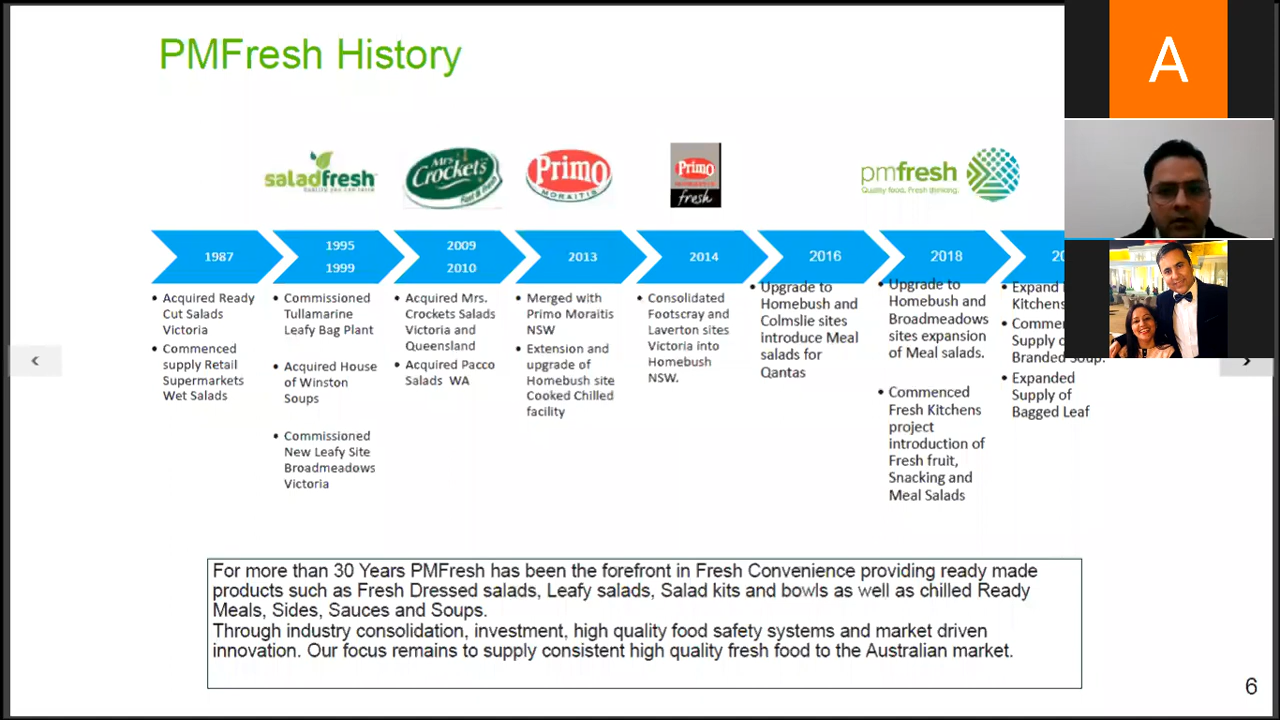 PMFresh History
A
saladfresh
Mrs
Crocket's
Primo
MORAITIS
Primo
fresh
pmfresh
Quality food. Fresh thinking.
1987
1995
1999
2009
2010
2013
2014
2016
2018
20
• Acquired Ready
Cut Salads
Victoria
• Commenced
supply Retail
Supermarkets
Wet Salads
• Commissioned
Tullamarine
Leafy Bag Plant
• Acquired House
of Winston
Soups
• Commissioned
New Leafy Site
Broadmeadows
Victoria
• Acquired Mrs.
Crockets Salads
Victoria and
Queensland
• Acquired Pacco
Salads WA
• Merged with
Primo Moraitis
NSW
• Extension and
upgrade of
Homebush site
Cooked Chilled
facility
• Consolidated
Footscray and
Laverton sites
Victoria into
Homebush
NSW.
• Upgrade to
Homebush and
Colmslie sites
introduce Meal
salads for
Qantas
• Upgrade to
Homebush and
Broadmeadows
sites expansion
of Meal salads.
• Commenced
Fresh Kitchens
project
introduction of
Fresh fruit,
Snacking and
Meal Salads
• Expand
Kitchens
• Commen
Supply o
Branded Soup.
• Expanded
Supply of
Bagged Leaf
For more than 30 Years PMFresh has been the forefront in Fresh Convenience providing ready made
products such as Fresh Dressed salads, Leafy salads, Salad kits and bowls as well as chilled Ready
Meals, Sides, Sauces and Soups.
Through industry consolidation, investment, high quality food safety systems and market driven
innovation. Our focus remains to supply consistent high quality fresh food to the Australian market.
6